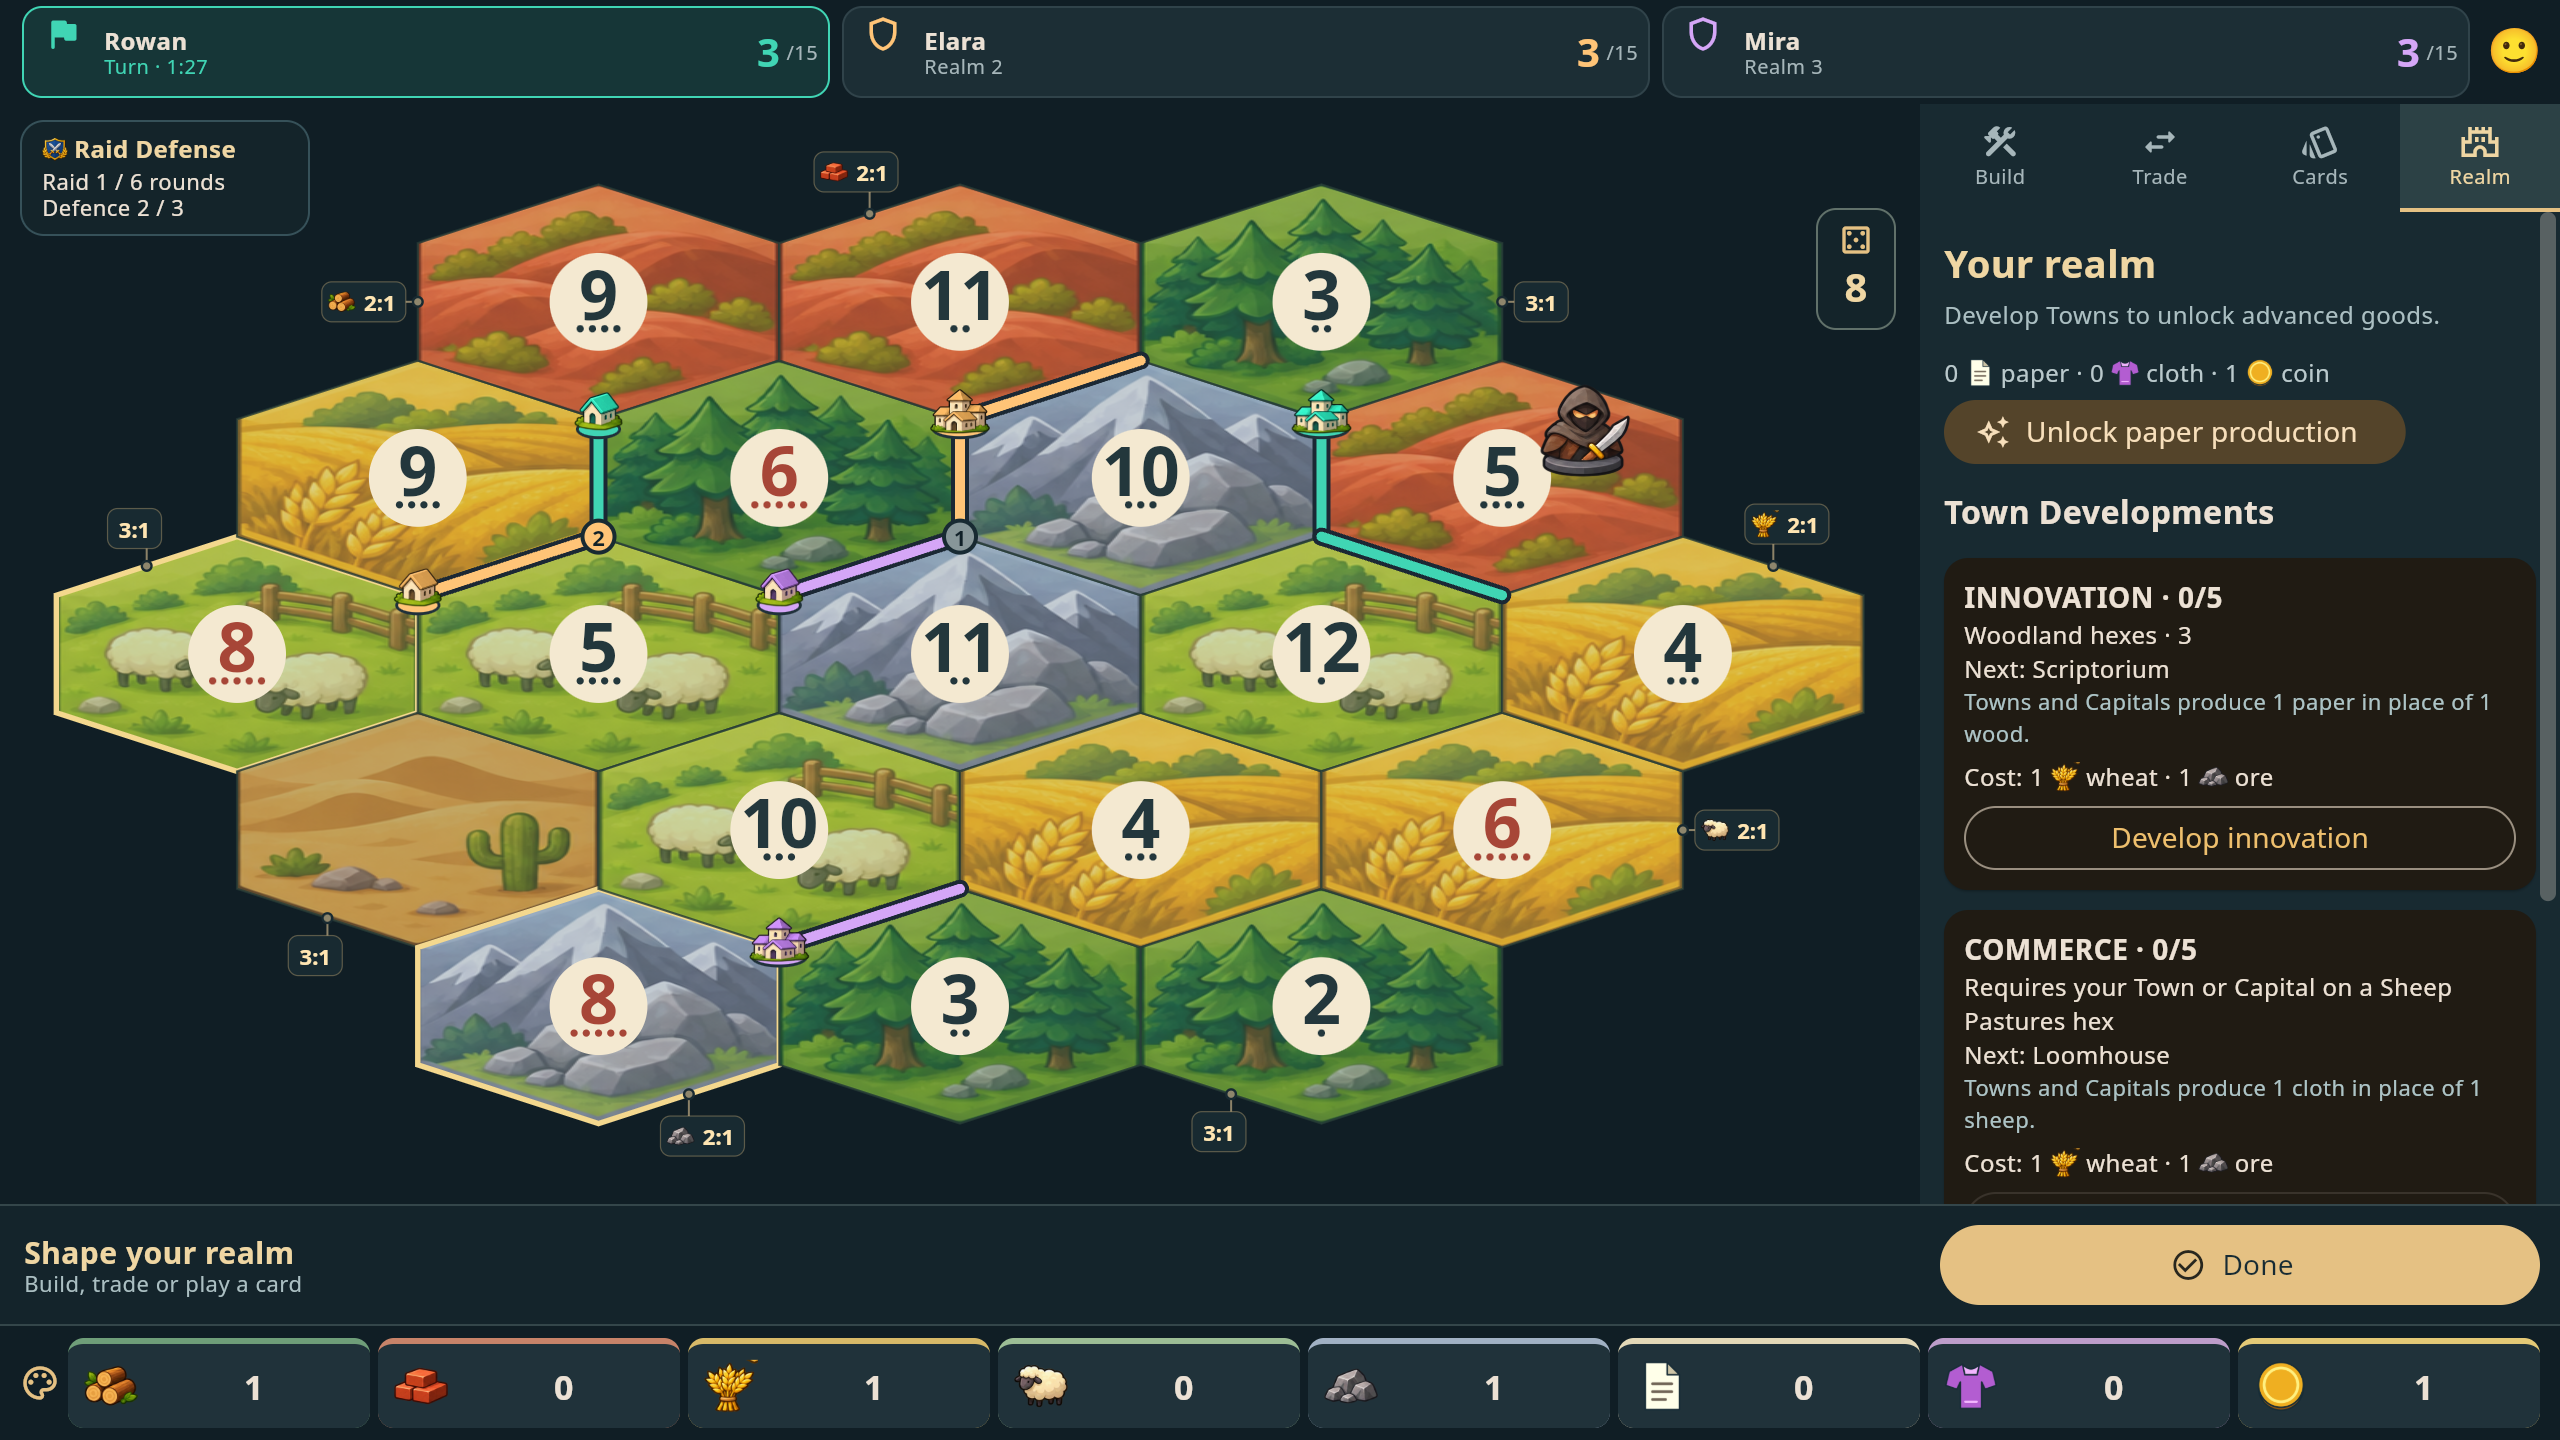 Rowan
Turn · 1:27
3 /15
Elara
Realm 2
3 /15
Mira
Realm 3
3 /15
Raid Defense
Raid 1 / 6 rounds
Defence 2 / 3
2:1
2:1
3:1
3:1
2:1
2:1
3:1
2:1
3:1
9
11
3
9
6
10
5
2
1
8
5
11
12
4
10
4
6
8
3
2
8
Build
Trade
Cards
Realm
Your realm
Develop Towns to unlock advanced goods.
0 paper · 0 cloth · 1 coin
Unlock paper production
Town Developments
INNOVATION · 0/5
Woodland hexes · 3
Next: Scriptorium
Towns and Capitals produce 1 paper in place of 1
wood.
Cost: 1 wheat · 1 ore
Develop innovation
COMMERCE · 0/5
Requires your Town or Capital on a Sheep
Pastures hex
Next: Loomhouse
Towns and Capitals produce 1 cloth in place of 1
sheep.
Cost: 1 wheat · 1 ore
Shape your realm
Build, trade or play a card
Done
1
0
1
0
1
0
0
1